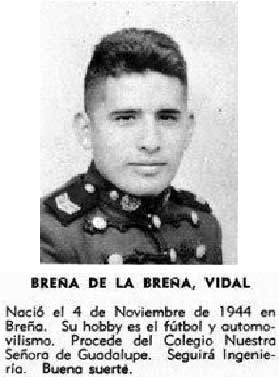 BREÑA DE LA BREÑA, VIDAL
Nació el 4 de Noviembre de 1944 en
Breña. Su hobby es el fútbol y automo-
vilismo. Procede del Colegio Nuestra
Señora de Guadalupe. Seguirá Ingenie-
ría. Buena suerté.